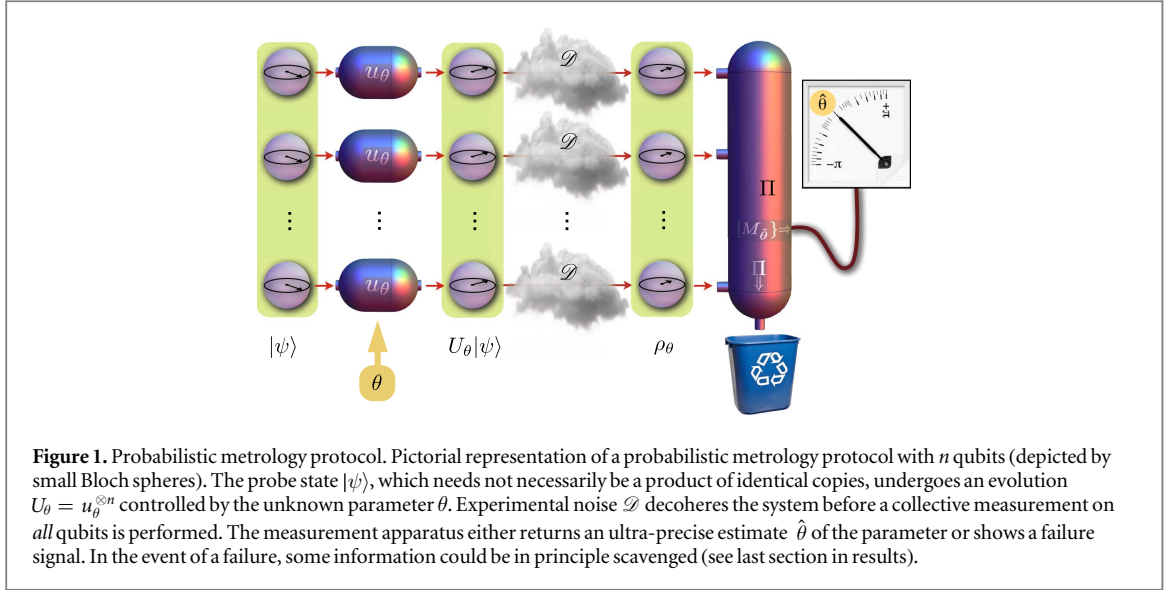 u_θ 𝒟
θ̂ +π
u_θ 𝒟
−π
Π
⋮ ⋮ ⋮ ⋮ ⋮
{M_θ̂}⇒
u_θ 𝒟
Π̄
⇓
|ψ⟩ U_θ|ψ⟩ ρ_θ
θ
Figure 1. Probabilistic metrology protocol. Pictorial representation of a probabilistic metrology protocol with n qubits (depicted by
small Bloch spheres). The probe state |ψ⟩, which needs not necessarily be a product of identical copies, undergoes an evolution
U_θ = u_θ^{⊗n} controlled by the unknown parameter θ. Experimental noise 𝒟 decoheres the system before a collective measurement on
all qubits is performed. The measurement apparatus either returns an ultra-precise estimate θ̂ of the parameter or shows a failure
signal. In the event of a failure, some information could be in principle scavenged (see last section in results).